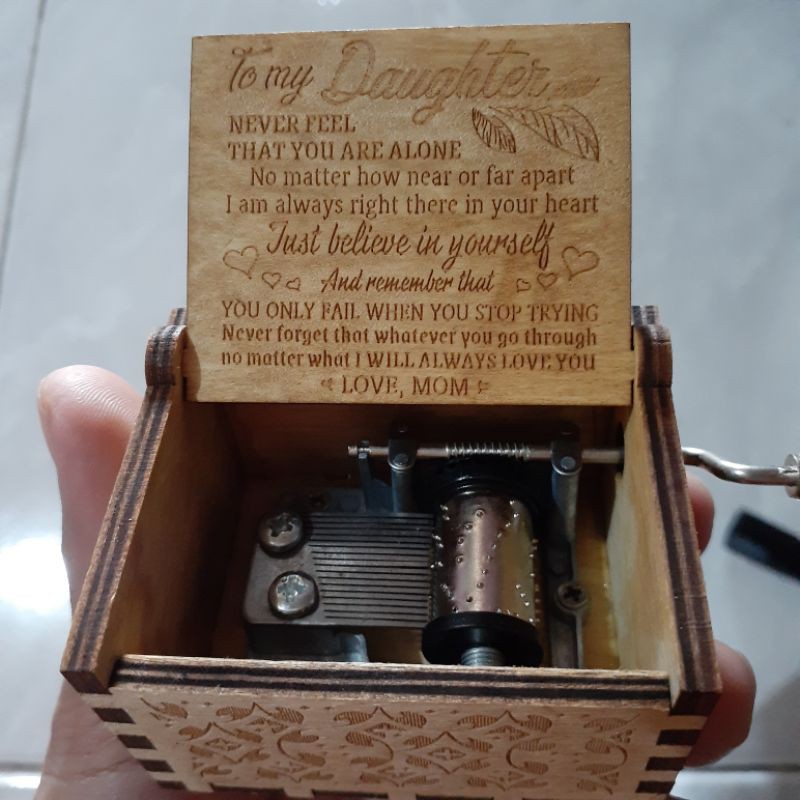 To my Daughter
NEVER FEEL
THAT YOU ARE ALONE
No matter how near or far apart
I am always right there in your heart
Just believe in yourself
And remember that
YOU ONLY FAIL WHEN YOU STOP TRYING
Never forget that whatever you go through
no matter what I WILL ALWAYS LOVE YOU
LOVE, MOM